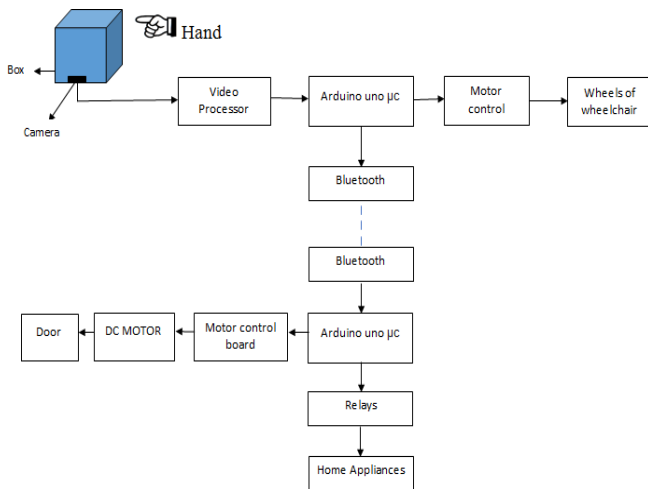 Hand
Box
Camera
Video
Processor
Arduino uno µC
Motor
control
Wheels of
wheelchair
Bluetooth
Bluetooth
Door
DC MOTOR
Motor control
board
Arduino uno µC
Relays
Home Appliances